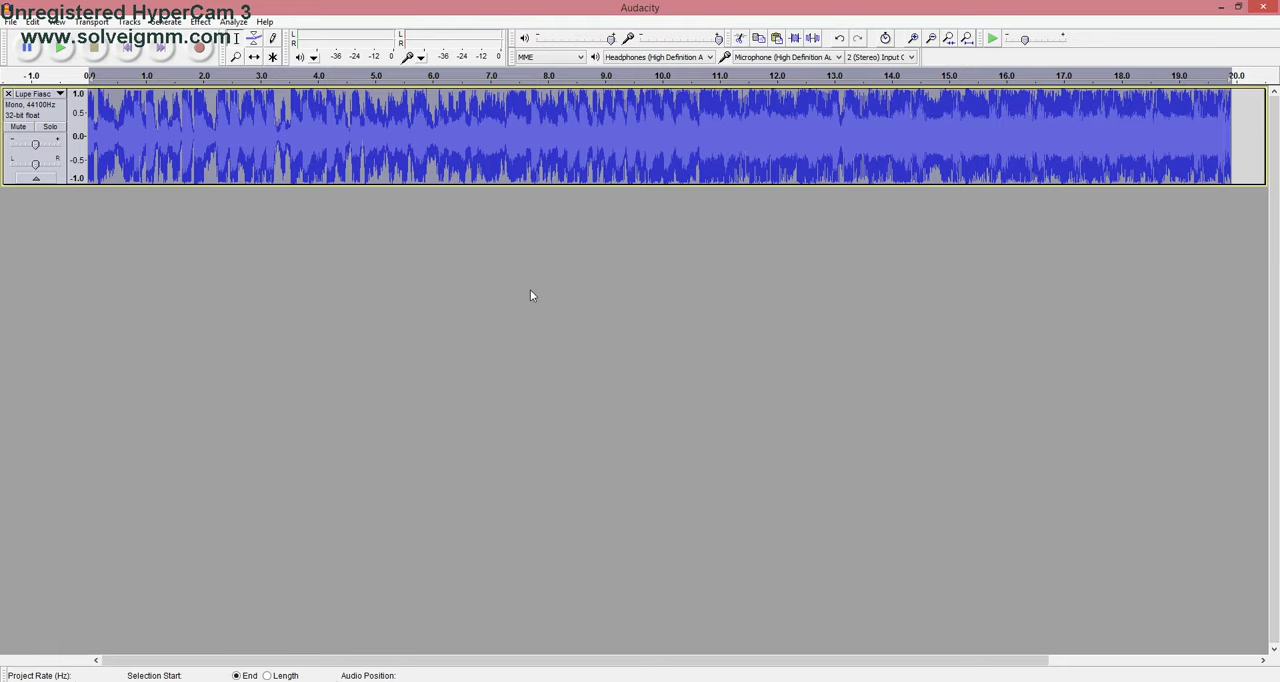 Unregistered HyperCam 3
Audacity
File Edit View Transport Tracks Generate Effect Analyze Help
www.solveigmm.com
L
R
-36 -24 -12 0
L
R
-36 -24 -12 0
MME
Headphones (High Definition A
Microphone (High Definition Au
2 (Stereo) Input C
-1.0 0.0 1.0 2.0 3.0 4.0 5.0 6.0 7.0 8.0 9.0 10.0 11.0 12.0 13.0 14.0 15.0 16.0 17.0 18.0 19.0 20.0
Lupe Fiasc
Mono, 44100Hz
32-bit float
Mute Solo
- +
L R
1.0
0.5
0.0
-0.5
-1.0
Project Rate (Hz): Selection Start: End Length Audio Position: